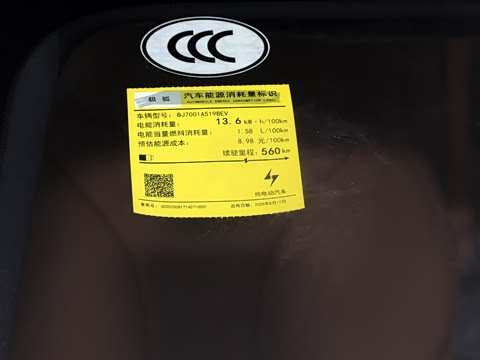 CCC
极狐 汽车能源消耗量标识
AUTOMOBILE ENERGY CONSUMPTION LABEL
车辆型号: BJ7001A519BEV
电能消耗量: 13.6 kW·h/100km
电能当量燃料消耗量: 1.58 L/100km
预估能源成本: 8.98 元/100km
续驶里程: 560 km
纯电动汽车